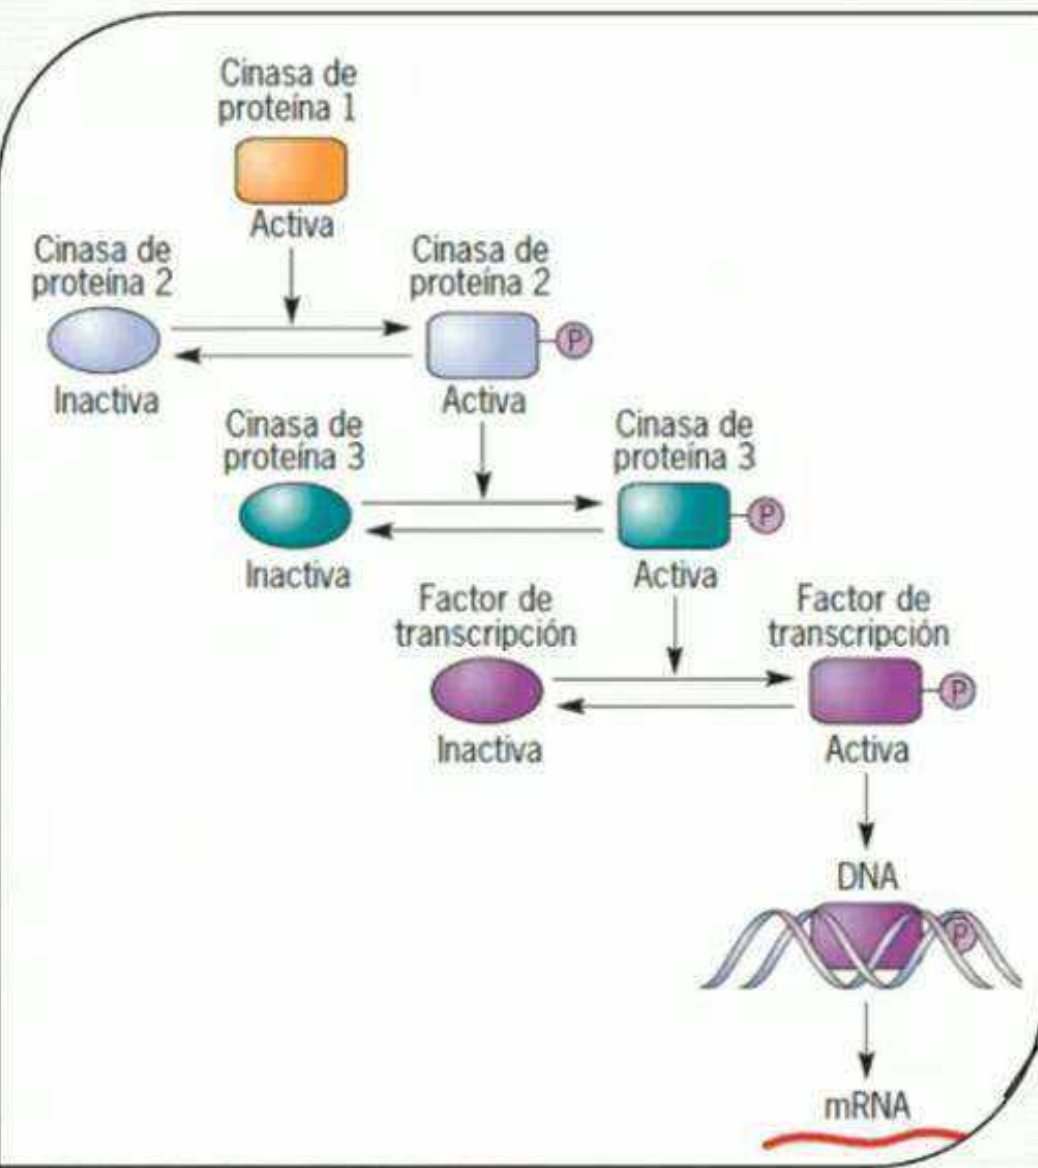 Cinasa de
proteína 1
Activa
Cinasa de
proteína 2
Inactiva
Cinasa de
proteína 2
P
Activa
Cinasa de
proteína 3
Inactiva
Cinasa de
proteína 3
P
Activa
Factor de
transcripción
Inactiva
Factor de
transcripción
P
Activa
DNA
P
mRNA